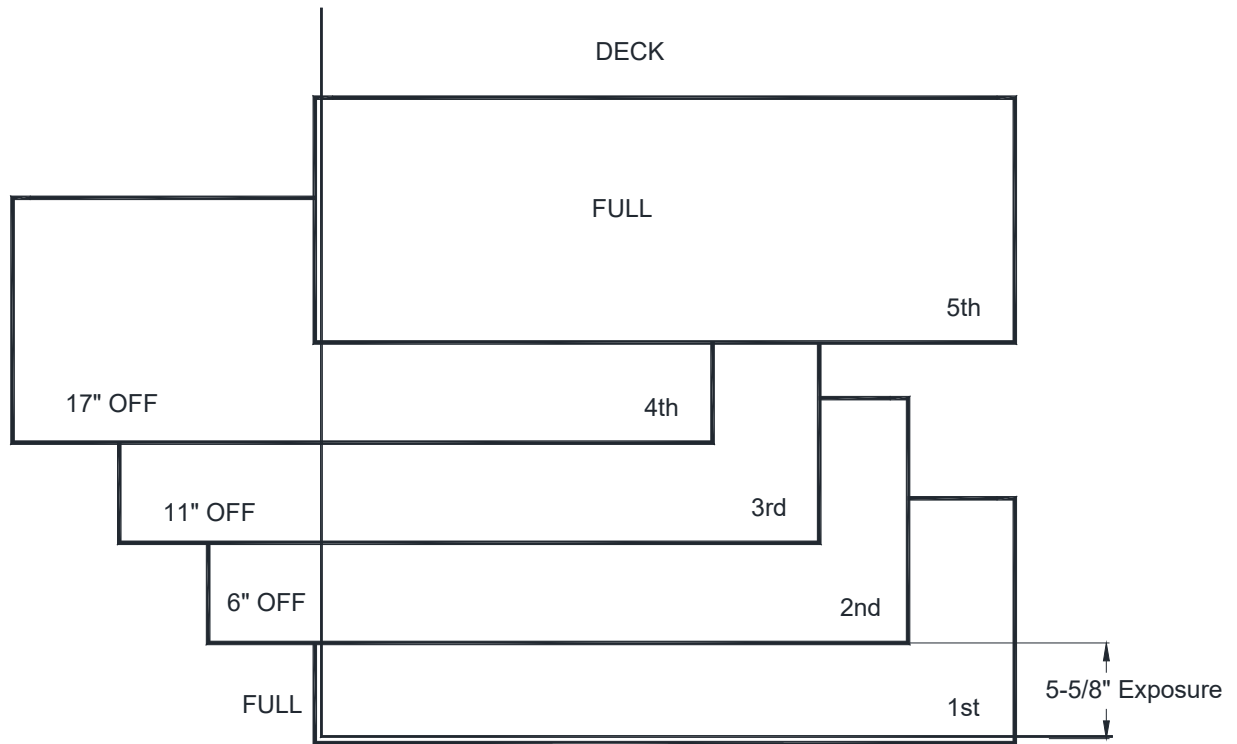 DECK
FULL
5th
17" OFF
4th
11" OFF
3rd
6" OFF
2nd
5-5/8" Exposure
FULL
1st